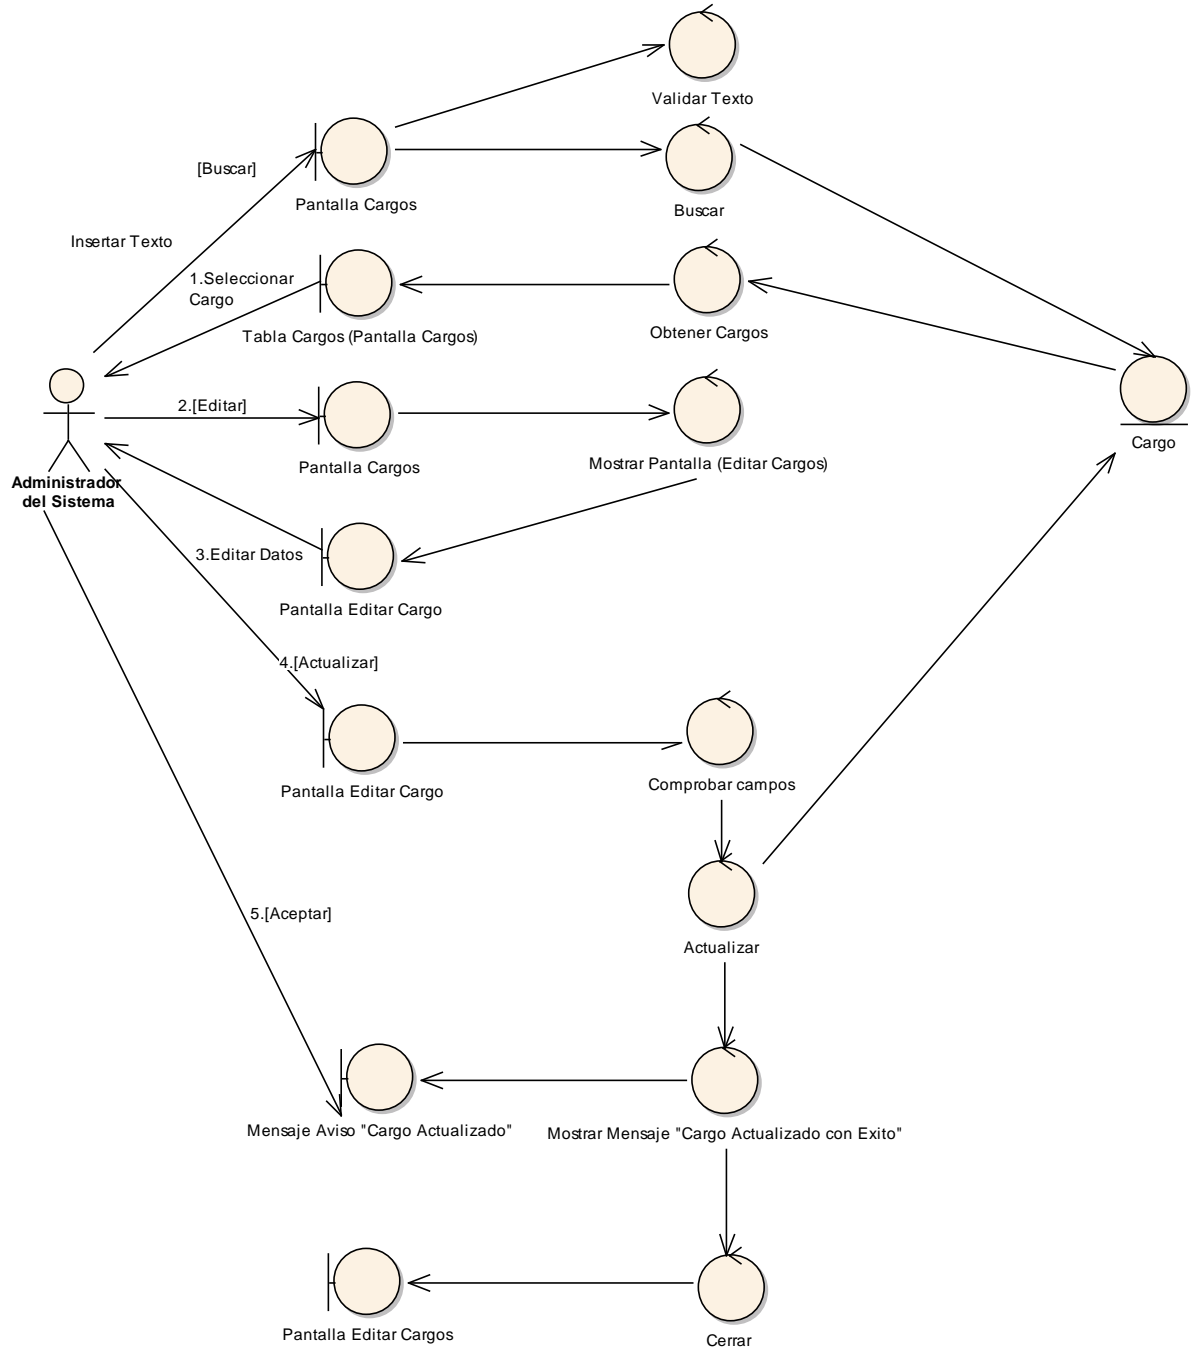 Validar Texto
[Buscar]
Pantalla Cargos
Buscar
Insertar Texto
1.Seleccionar
Cargo
Tabla Cargos (Pantalla Cargos)
Obtener Cargos
2.[Editar]
Pantalla Cargos
Mostrar Pantalla (Editar Cargos)
Cargo
Administrador
del Sistema
3.Editar Datos
Pantalla Editar Cargo
4.[Actualizar]
Pantalla Editar Cargo
Comprobar campos
5.[Aceptar]
Actualizar
Mensaje Aviso "Cargo Actualizado"
Mostrar Mensaje "Cargo Actualizado con Exito"
Pantalla Editar Cargos
Cerrar